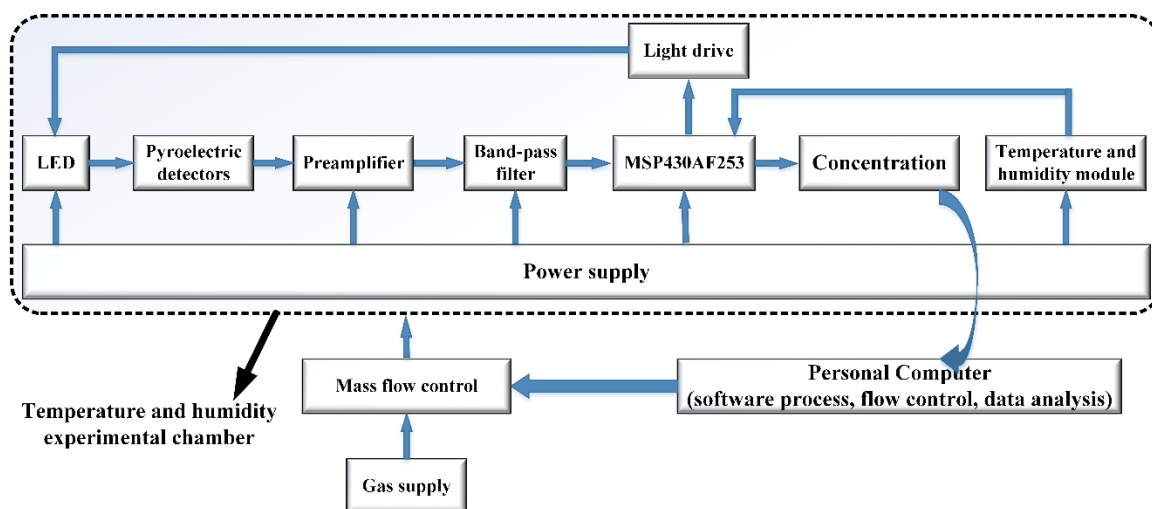 Light drive
LED
Pyroelectric
detectors
Preamplifier
Band-pass
filter
MSP430AF253
Concentration
Temperature and
humidity module
Power supply
Mass flow control
Personal Computer
(software process, flow control, data analysis)
Temperature and humidity
experimental chamber
Gas supply